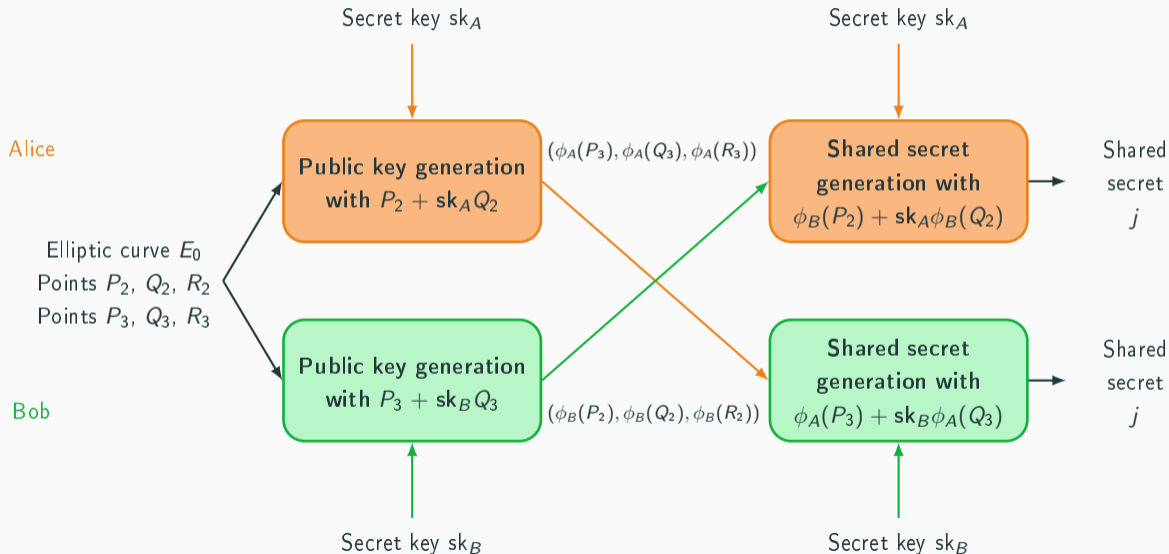 Secret key sk_A
Secret key sk_A
Alice
Public key generation
with P_2 + sk_A Q_2
(ϕ_A(P_3), ϕ_A(Q_3), ϕ_A(R_3))
Shared secret
generation with
ϕ_B(P_2) + sk_A ϕ_B(Q_2)
Shared
secret
j
Elliptic curve E_0
Points P_2, Q_2, R_2
Points P_3, Q_3, R_3
Bob
Public key generation
with P_3 + sk_B Q_3
(ϕ_B(P_2), ϕ_B(Q_2), ϕ_B(R_2))
Shared secret
generation with
ϕ_A(P_3) + sk_B ϕ_A(Q_3)
Shared
secret
j
Secret key sk_B
Secret key sk_B